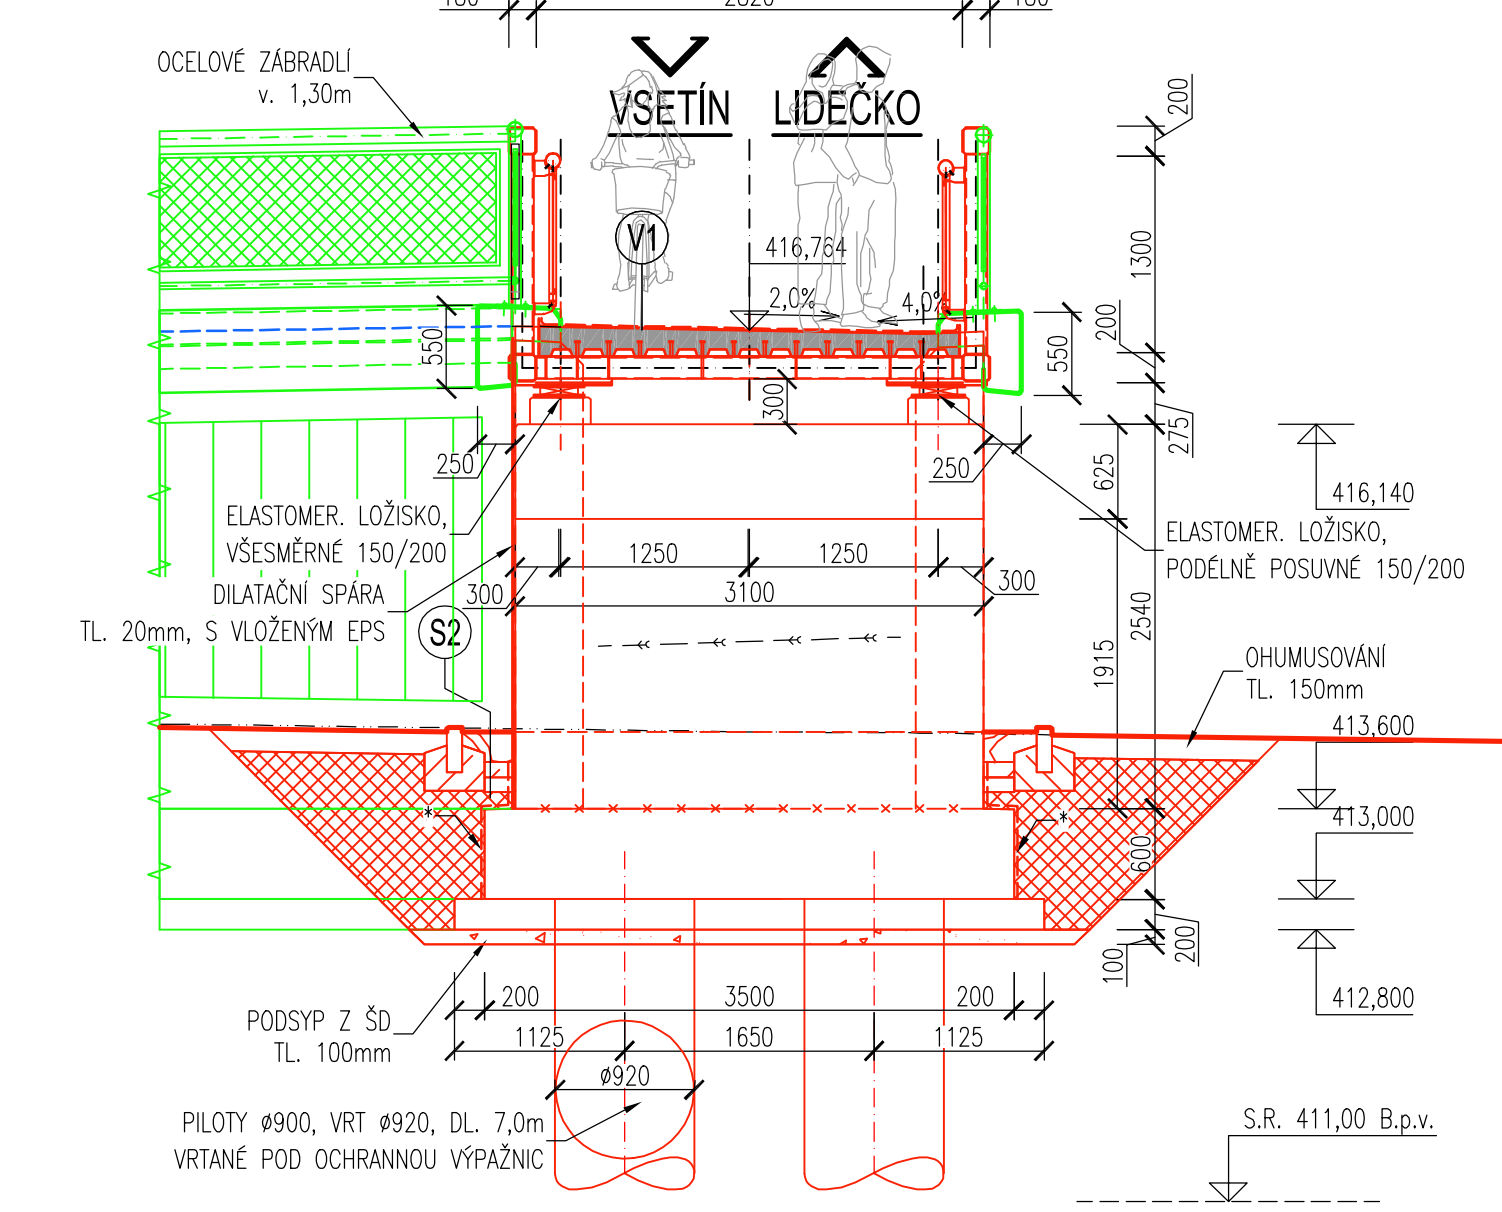 OCELOVÉ ZÁBRADLÍ
v. 1,30m
VSETÍN
LIDEČKO
V1
416,764
2,0%
4,0%
200
1300
200
275
550
550
300
250
250
625
416,140
ELASTOMER. LOŽISKO,
VŠESMĚRNÉ 150/200
ELASTOMER. LOŽISKO,
PODÉLNĚ POSUVNÉ 150/200
DILATAČNÍ SPÁRA
TL. 20mm, S VLOŽENÝM EPS
1250
1250
300
300
3100
S2
2540
1915
OHUMUSOVÁNÍ
TL. 150mm
413,600
*
*
413,000
600
200
100
412,800
200
3500
200
1125
1650
1125
PODSYP Z ŠD
TL. 100mm
ø920
PILOTY ø900, VRT ø920, DL. 7,0m
VRTANÉ POD OCHRANNOU VÝPAŽNIC
S.R. 411,00 B.p.v.